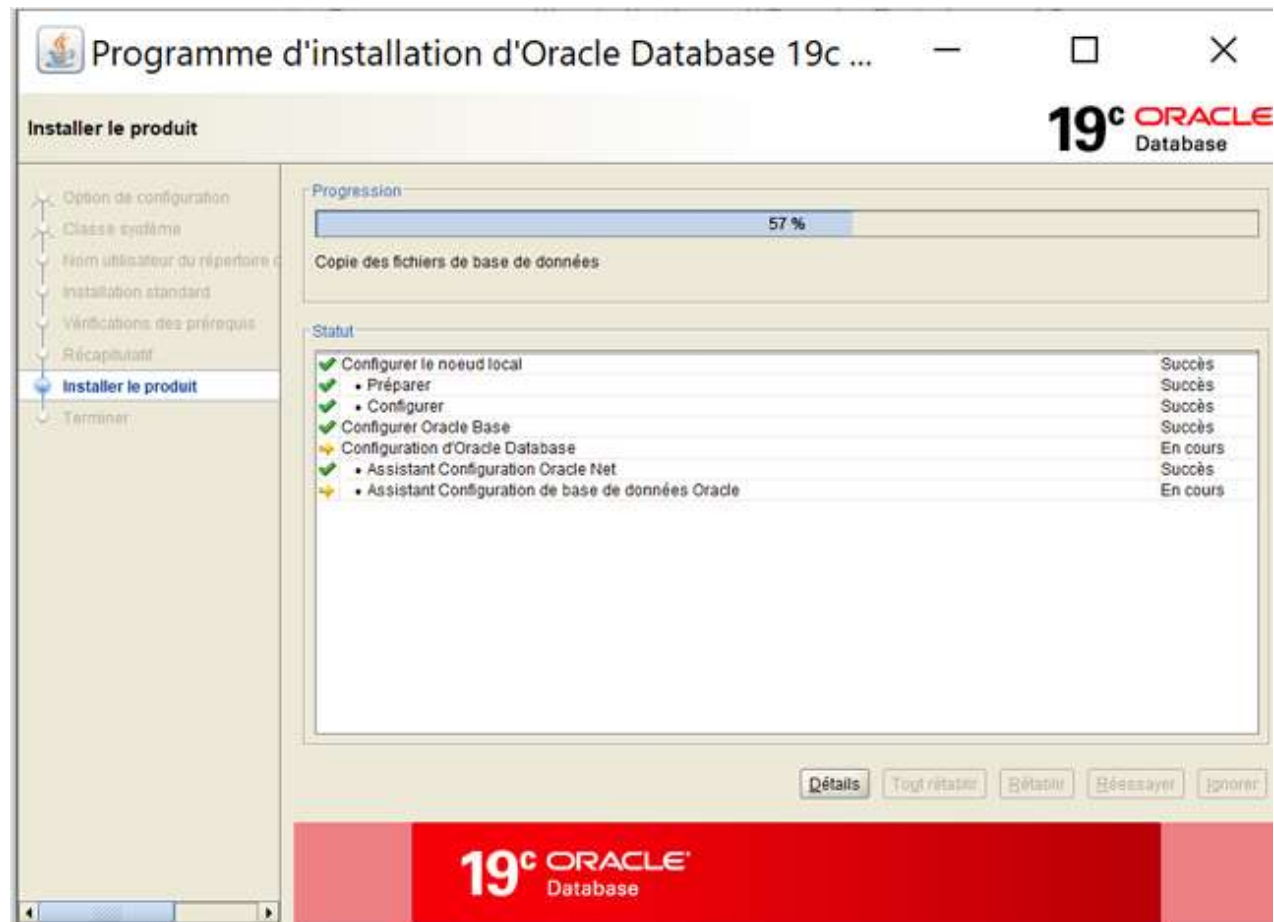 Programme d'installation d'Oracle Database 19c ...
Installer le produit
19c ORACLE
Database
Option de configuration
Classe système
Nom utilisateur du répertoire d
Installation standard
Vérifications des prérequis
Récapitulatif
Installer le produit
Terminer
Progression
57 %
Copie des fichiers de base de données
Statut
Configurer le noeud local Succès
• Préparer Succès
• Configurer Succès
Configurer Oracle Base Succès
Configuration d'Oracle Database En cours
• Assistant Configuration Oracle Net Succès
• Assistant Configuration de base de données Oracle En cours
Détails Tout rétablir Rétablir Réessayer Ignorer
19c ORACLE
Database